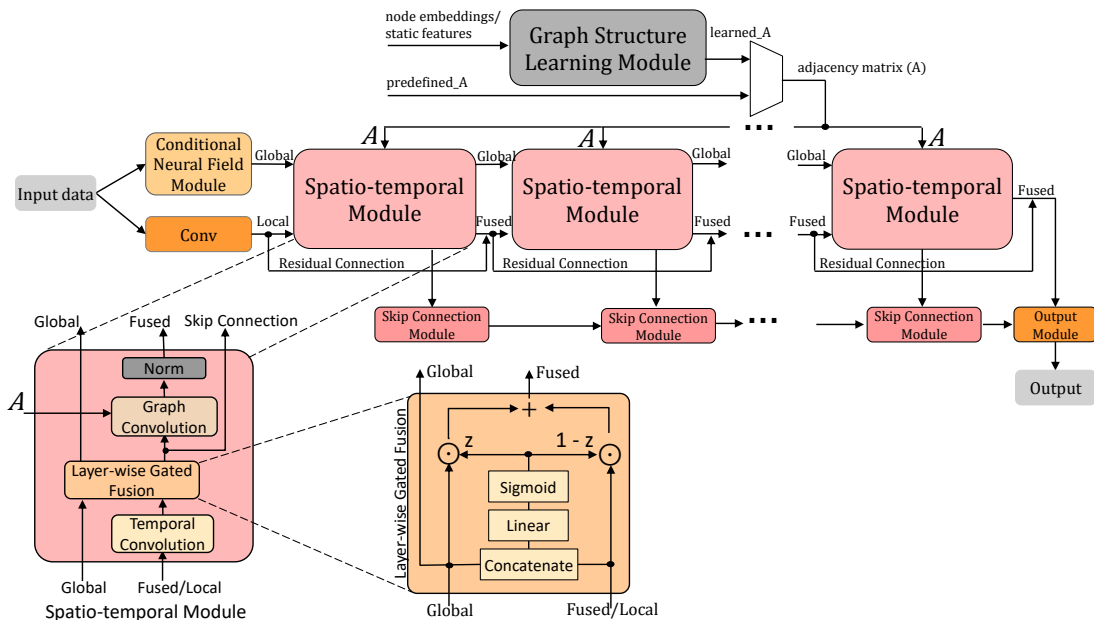 node embeddings/
static features
Graph Structure
Learning Module
learned_A
predefined_A
adjacency matrix (A)
...
A
A
A
Conditional
Neural Field
Module
Global
Spatio-temporal
Module
Global
Spatio-temporal
Module
Global
...
Global
Spatio-temporal
Module
Input data
Conv
Local
Fused
Fused
...
Fused
Fused
Residual Connection
Residual Connection
Residual Connection
Skip Connection
Module
Skip Connection
Module
...
Skip Connection
Module
Output
Module
Output
Global
Fused
Skip Connection
Norm
A
Graph
Convolution
Layer-wise Gated
Fusion
Temporal
Convolution
Global
Fused/Local
Spatio-temporal Module
Global
Fused
Layer-wise Gated Fusion
+
z
1 - z
Sigmoid
Linear
Concatenate
Global
Fused/Local